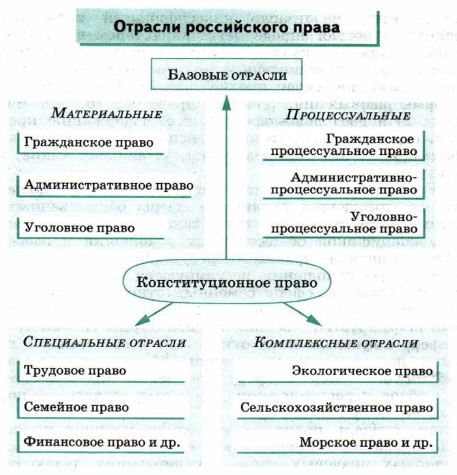 Отрасли российского права
Базовые отрасли
Материальные
Гражданское право
Административное право
Уголовное право
Процессуальные
Гражданское
процессуальное право
Административно-
процессуальное право
Уголовно-
процессуальное право
Конституционное право
Специальные отрасли
Трудовое право
Семейное право
Финансовое право и др.
Комплексные отрасли
Экологическое право
Сельскохозяйственное право
Морское право и др.